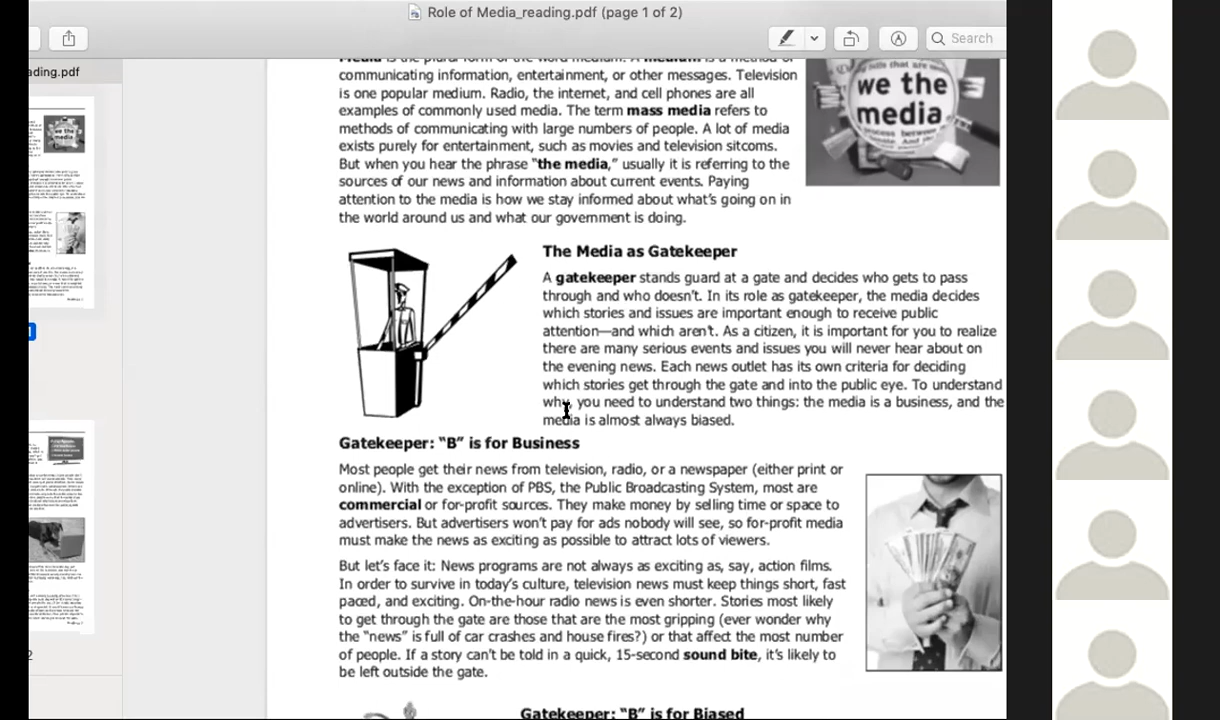 Role of Media_reading.pdf (page 1 of 2)
Search
ading.pdf
Media is the plural form of the word medium. A medium is a method of
communicating information, entertainment, or other messages. Television
is one popular medium. Radio, the internet, and cell phones are all
examples of commonly used media. The term mass media refers to
methods of communicating with large numbers of people. A lot of media
exists purely for entertainment, such as movies and television sitcoms.
But when you hear the phrase "the media," usually it is referring to the
sources of our news and information about current events. Paying
attention to the media is how we stay informed about what's going on in
the world around us and what our government is doing.
we the
media
The Media as Gatekeeper
A gatekeeper stands guard at a gate and decides who gets to pass
through and who doesn't. In its role as gatekeeper, the media decides
which stories and issues are important enough to receive public
attention—and which aren't. As a citizen, it is important for you to realize
there are many serious events and issues you will never hear about on
the evening news. Each news outlet has its own criteria for deciding
which stories get through the gate and into the public eye. To understand
why, you need to understand two things: the media is a business, and the
media is almost always biased.
Gatekeeper: "B" is for Business
Most people get their news from television, radio, or a newspaper (either print or
online). With the exception of PBS, the Public Broadcasting System, most are
commercial or for-profit sources. They make money by selling time or space to
advertisers. But advertisers won't pay for ads nobody will see, so for-profit media
must make the news as exciting as possible to attract lots of viewers.
But let's face it: News programs are not always as exciting as, say, action films.
In order to survive in today's culture, television news must keep things short, fast
paced, and exciting. On-the-hour radio news is even shorter. Stories most likely
to get through the gate are those that are the most gripping (ever wonder why
the "news" is full of car crashes and house fires?) or that affect the most number
of people. If a story can't be told in a quick, 15-second sound bite, it's likely to
be left outside the gate.
Gatekeeper: "B" is for Biased